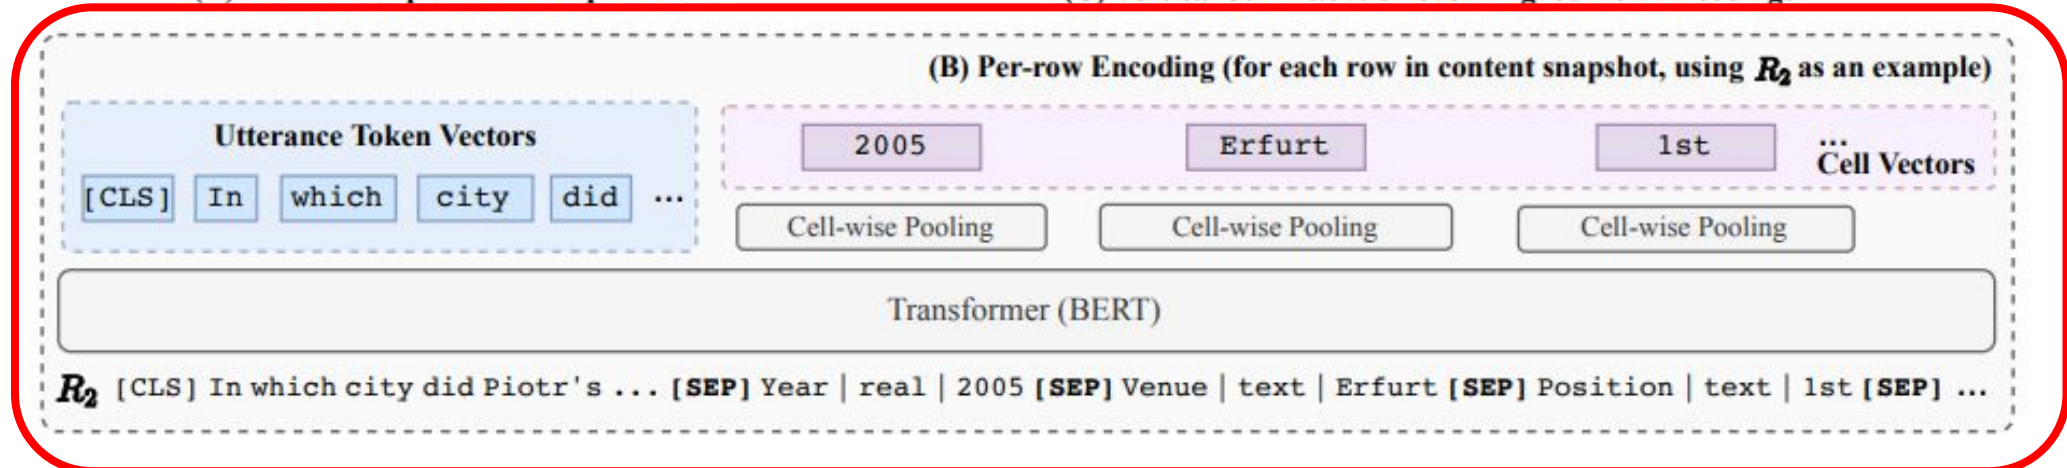 (B) Per-row Encoding (for each row in content snapshot, using R₂ as an example)
Utterance Token Vectors
[CLS] In which city did ...
2005 Erfurt 1st ...
Cell Vectors
Cell-wise Pooling Cell-wise Pooling Cell-wise Pooling
Transformer (BERT)
R₂ [CLS] In which city did Piotr's ... [SEP] Year | real | 2005 [SEP] Venue | text | Erfurt [SEP] Position | text | 1st [SEP] ...